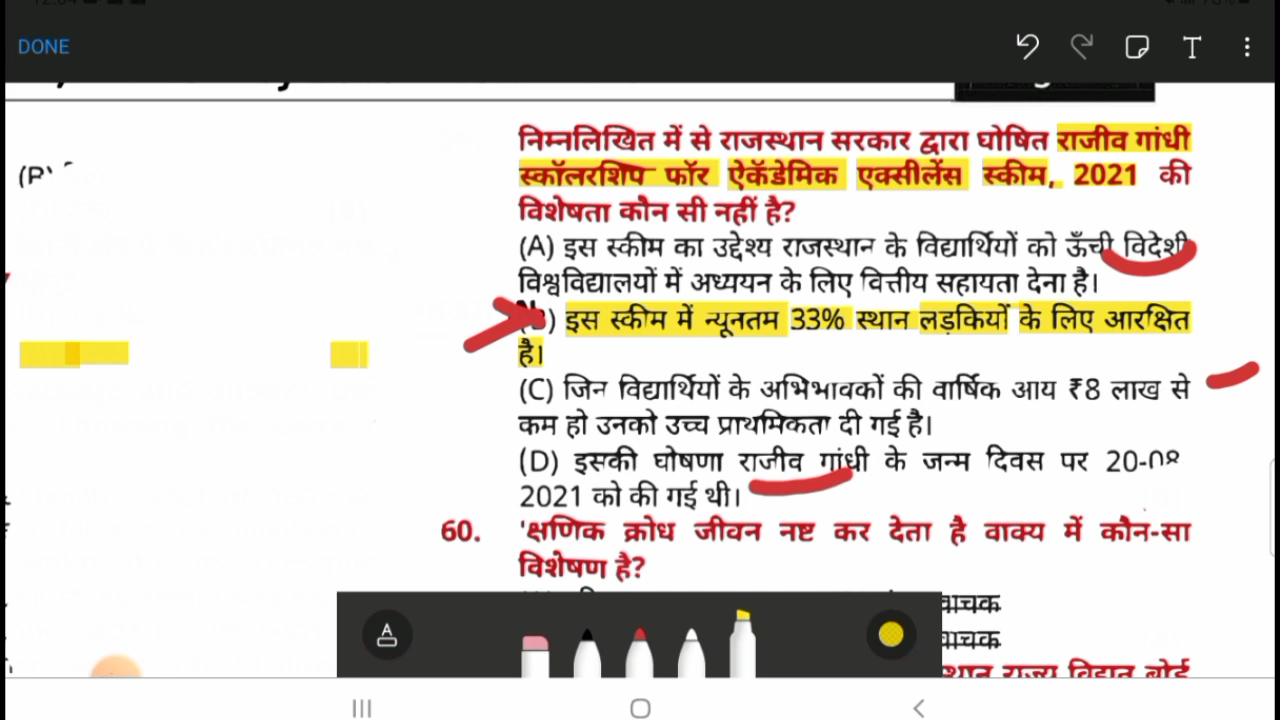 DONE
T
निम्नलिखित में से राजस्थान सरकार द्वारा घोषित राजीव गांधी
स्कॉलरशिप फॉर ऐकॅडेमिक एक्सीलेंस स्कीम, 2021 की
विशेषता कौन सी नहीं है?
(A) इस स्कीम का उद्देश्य राजस्थान के विद्यार्थियों को ऊँची विदेशी
विश्वविद्यालयों में अध्ययन के लिए वित्तीय सहायता देना है।
(B) इस स्कीम में न्यूनतम 33% स्थान लड़कियों के लिए आरक्षित
है।
(C) जिन विद्यार्थियों के अभिभावकों की वार्षिक आय ₹8 लाख से
कम हो उनको उच्च प्राथमिकता दी गई है।
(D) इसकी घोषणा राजीव गांधी के जन्म दिवस पर 20-08
2021 को की गई थी।
60. 'क्षणिक क्रोध जीवन नष्ट कर देता है वाक्य में कौन-सा
विशेषण है?
वाचक
वाचक
राज्य विद्युत बोर्ड
A